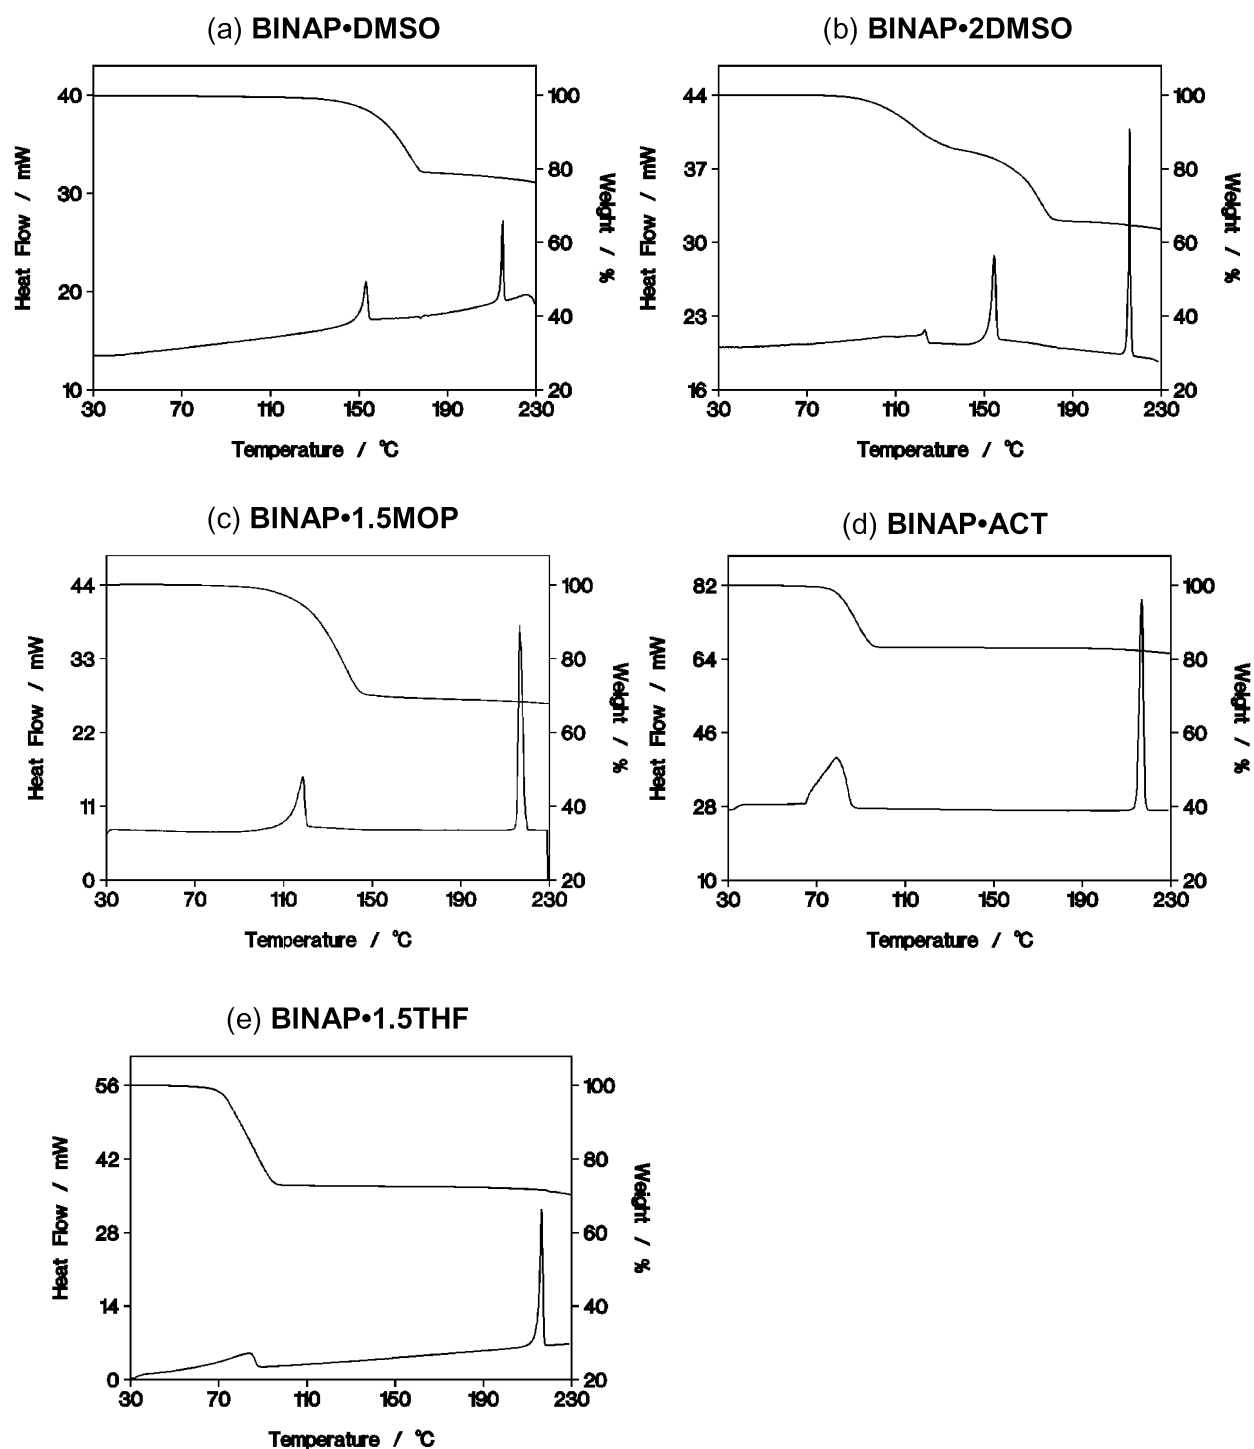 (a) BINAP•DMSO
40
30
20
10
100
80
60
40
20
30 70 110 150 190 230
Heat Flow / mW
Weight / %
Temperature / °C
(b) BINAP•2DMSO
44
37
30
23
16
100
80
60
40
20
30 70 110 150 190 230
Heat Flow / mW
Weight / %
Temperature / °C
(c) BINAP•1.5MOP
44
33
22
11
0
100
80
60
40
20
30 70 110 150 190 230
Heat Flow / mW
Weight / %
Temperature / °C
(d) BINAP•ACT
82
64
46
28
10
100
80
60
40
20
30 70 110 150 190 230
Heat Flow / mW
Weight / %
Temperature / °C
(e) BINAP•1.5THF
56
42
28
14
0
100
80
60
40
20
30 70 110 150 190 230
Heat Flow / mW
Weight / %
Temperature / °C